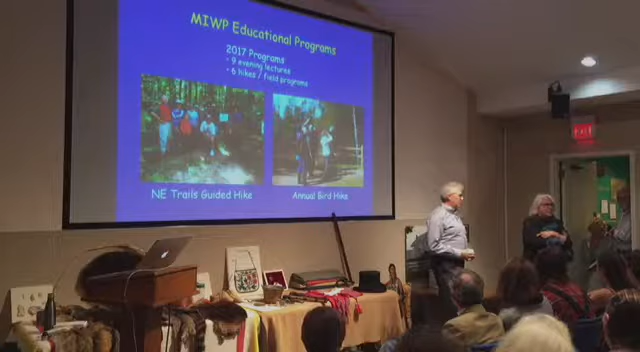 MIWP Educational Programs
2017 Programs
• 9 evening lectures
• 6 hikes / field programs
NE Trails Guided Hike
Annual Bird Hike
EXIT